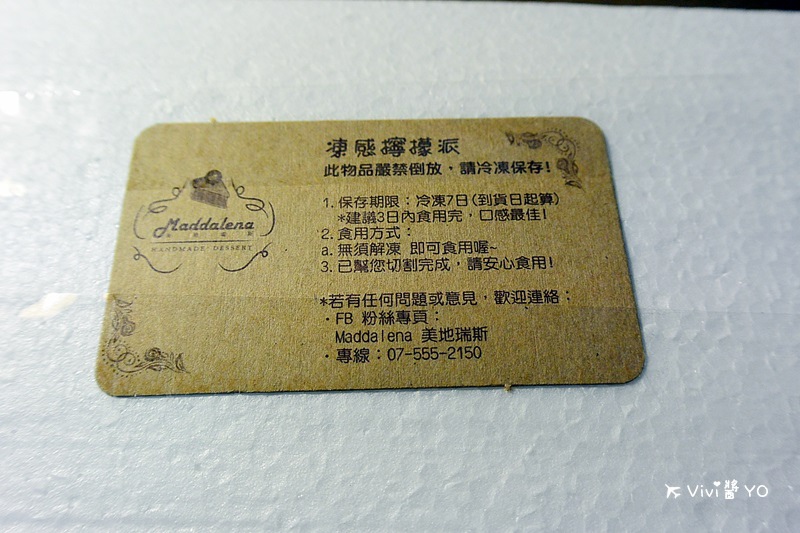 凍感檸檬派
此物品嚴禁倒放，請冷凍保存!
1. 保存期限：冷凍7日(到貨日起算)
*建議3日內食用完，口感最佳!
2. 食用方式：
a. 無須解凍 即可食用喔~
3. 已幫您切割完成，請安心食用!
*若有任何問題或意見，歡迎連絡：
·FB 粉絲專頁：
Maddalena 美地瑞斯
·專線：07-555-2150
Maddalena
HANDMADE DESSERT
Vivi醬 YO